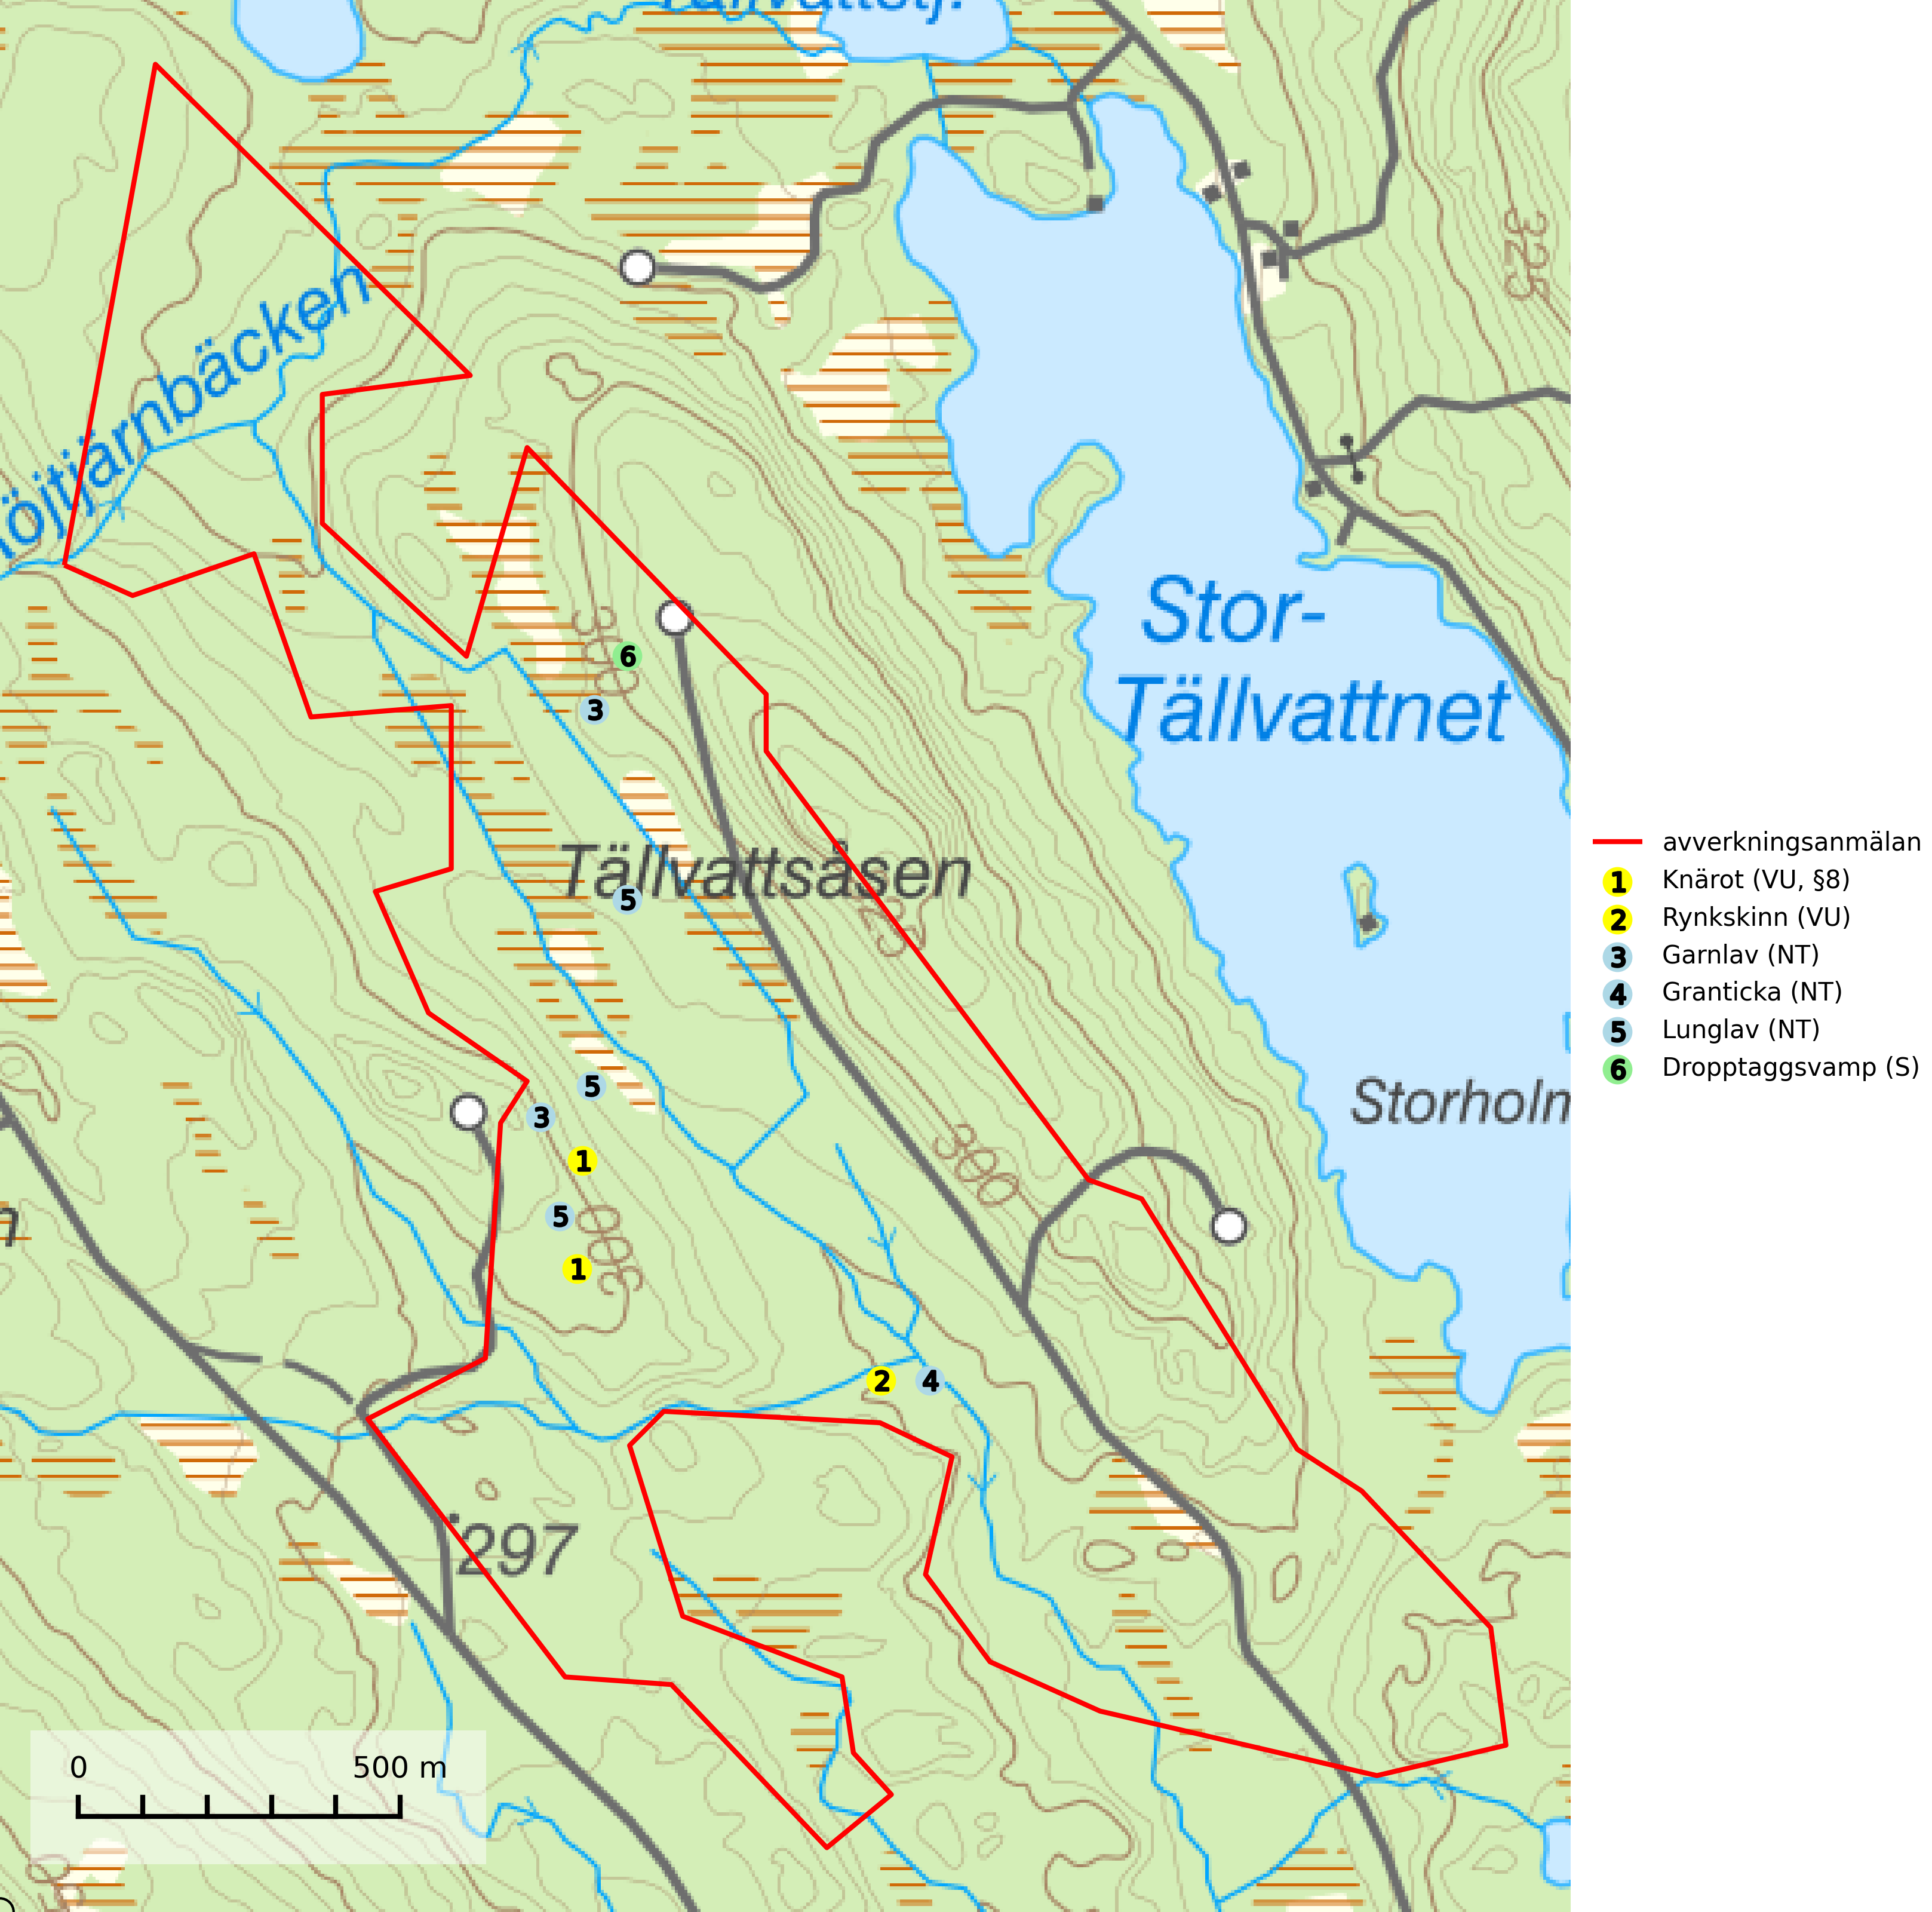 Tällvattstj.
öjtjärnbäcken
325
Stor-
Tällvattnet
300
6
3
Tällvattsåsen
5
325
5
3
1
5
300
1
300
Storholm
2
4
297
0 500 m
avverkningsanmälan
1 Knärot (VU, §8)
2 Rynkskinn (VU)
3 Garnlav (NT)
4 Granticka (NT)
5 Lunglav (NT)
6 Dropptaggsvamp (S)